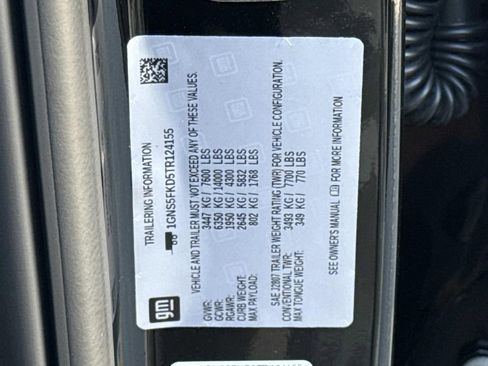 TRAILERING INFORMATION
1GNS5FKD5TR124155
VEHICLE AND TRAILER MUST NOT EXCEED ANY OF THESE VALUES.
GVWR: 3447 KG / 7600 LBS
GCWR: 6350 KG / 14000 LBS
RGAWR: 1950 KG / 4300 LBS
CURB WEIGHT: 2645 KG / 5832 LBS
MAX PAYLOAD: 802 KG / 1768 LBS
SAE J2807 TRAILER WEIGHT RATING (TWR) FOR VEHICLE CONFIGURATION.
CONVENTIONAL TWR: 3493 KG / 7700 LBS
MAX TONGUE WEIGHT: 349 KG / 770 LBS
SEE OWNER'S MANUAL FOR MORE INFORMATION
gm